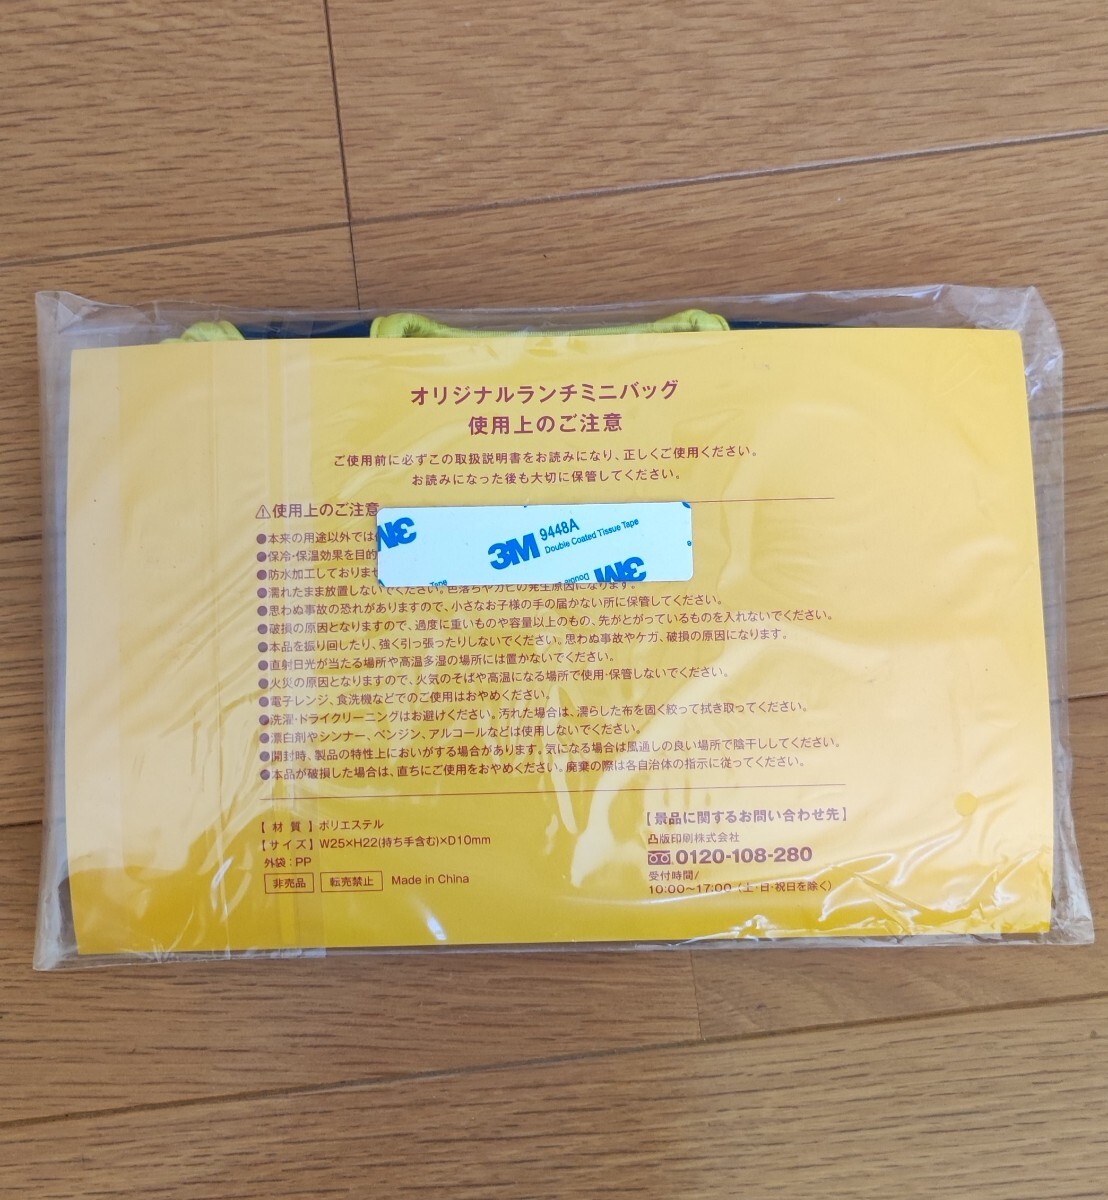 オリジナルランチミニバッグ
使用上のご注意
ご使用前に必ずこの取扱説明書をお読みになり、正しくご使用ください。
お読みになった後も大切に保管してください。
⚠使用上のご注意
●本来の用途以外では
●保冷・保温効果を目的
●防水加工しておりませ
●濡れたまま放置しないでください。色落ちやカビの発生原因になります。
●思わぬ事故の恐れがありますので、小さなお子様の手の届かない所に保管してください。
●破損の原因となりますので、過度に重いものや容量以上のもの、先がとがっているものを入れないでください。
●本品を振り回したり、強く引っ張ったりしないでください。思わぬ事故やケガ、破損の原因になります。
●直射日光が当たる場所や高温多湿の場所には置かないでください。
●火災の原因となりますので、火気のそばや高温になる場所で使用・保管しないでください。
●電子レンジ、食洗機などでのご使用はおやめください。
●洗濯・ドライクリーニングはお避けください。汚れた場合は、濡らした布を固く絞って拭き取ってください。
●漂白剤やシンナー、ベンジン、アルコールなどは使用しないでください。
●開封時、製品の特性上においがする場合があります。気になる場合は風通しの良い場所で陰干ししてください。
●本品が破損した場合は、直ちにご使用をおやめください。廃棄の際は各自治体の指示に従ってください。
3M
3M 9448A
Double Coated Tissue Tape
Tape
Double
3M
【材質】ポリエステル
【サイズ】W25×H22(持ち手含む)×D10mm
外袋：PP
非売品 転売禁止 Made in China
【景品に関するお問い合わせ先】
凸版印刷株式会社
0120-108-280
受付時間/
10:00〜17:00（土・日・祝日を除く）